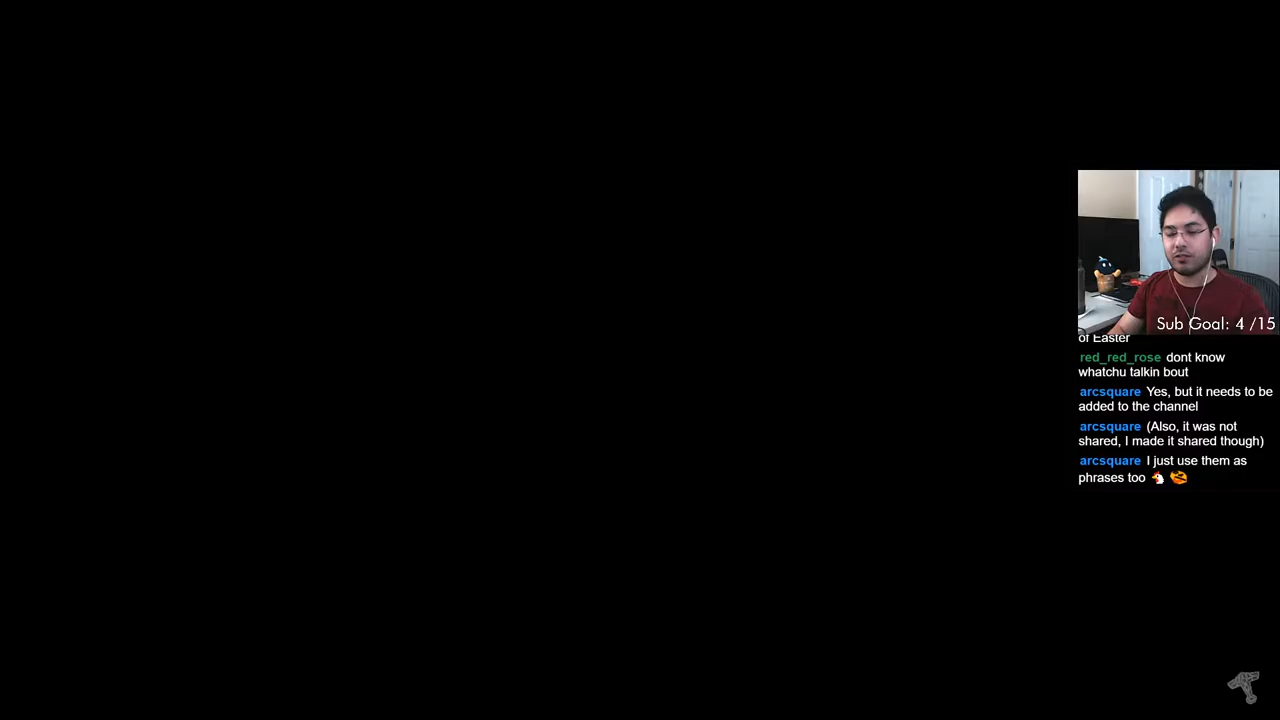 Sub Goal: 4 /15
of Easter
red_red_rose dont know
whatchu talkin bout
arcsquare Yes, but it needs to be
added to the channel
arcsquare (Also, it was not
shared, I made it shared though)
arcsquare I just use them as
phrases too